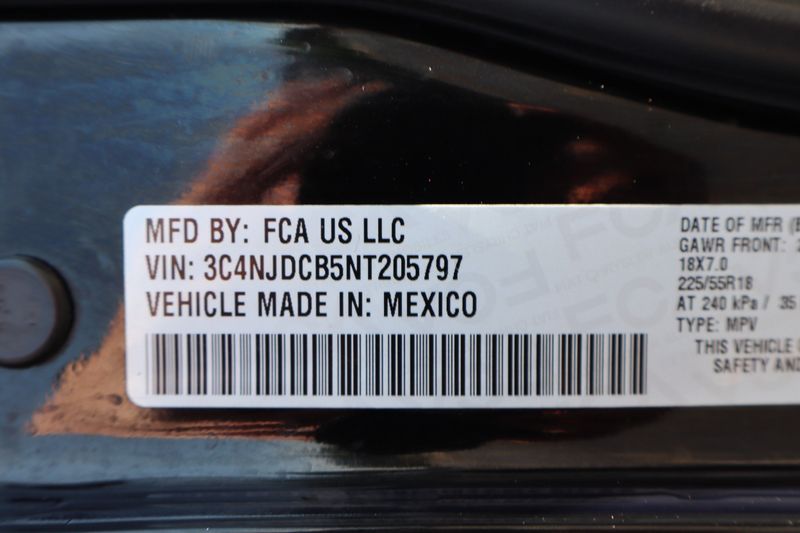 MFD BY: FCA US LLC
VIN: 3C4NJDCB5NT205797
VEHICLE MADE IN: MEXICO
DATE OF MFR
GAWR FRONT:
18X7.0
225/55R18
AT 240 kPa / 35
TYPE: MPV
THIS VEHICLE
SAFETY AND